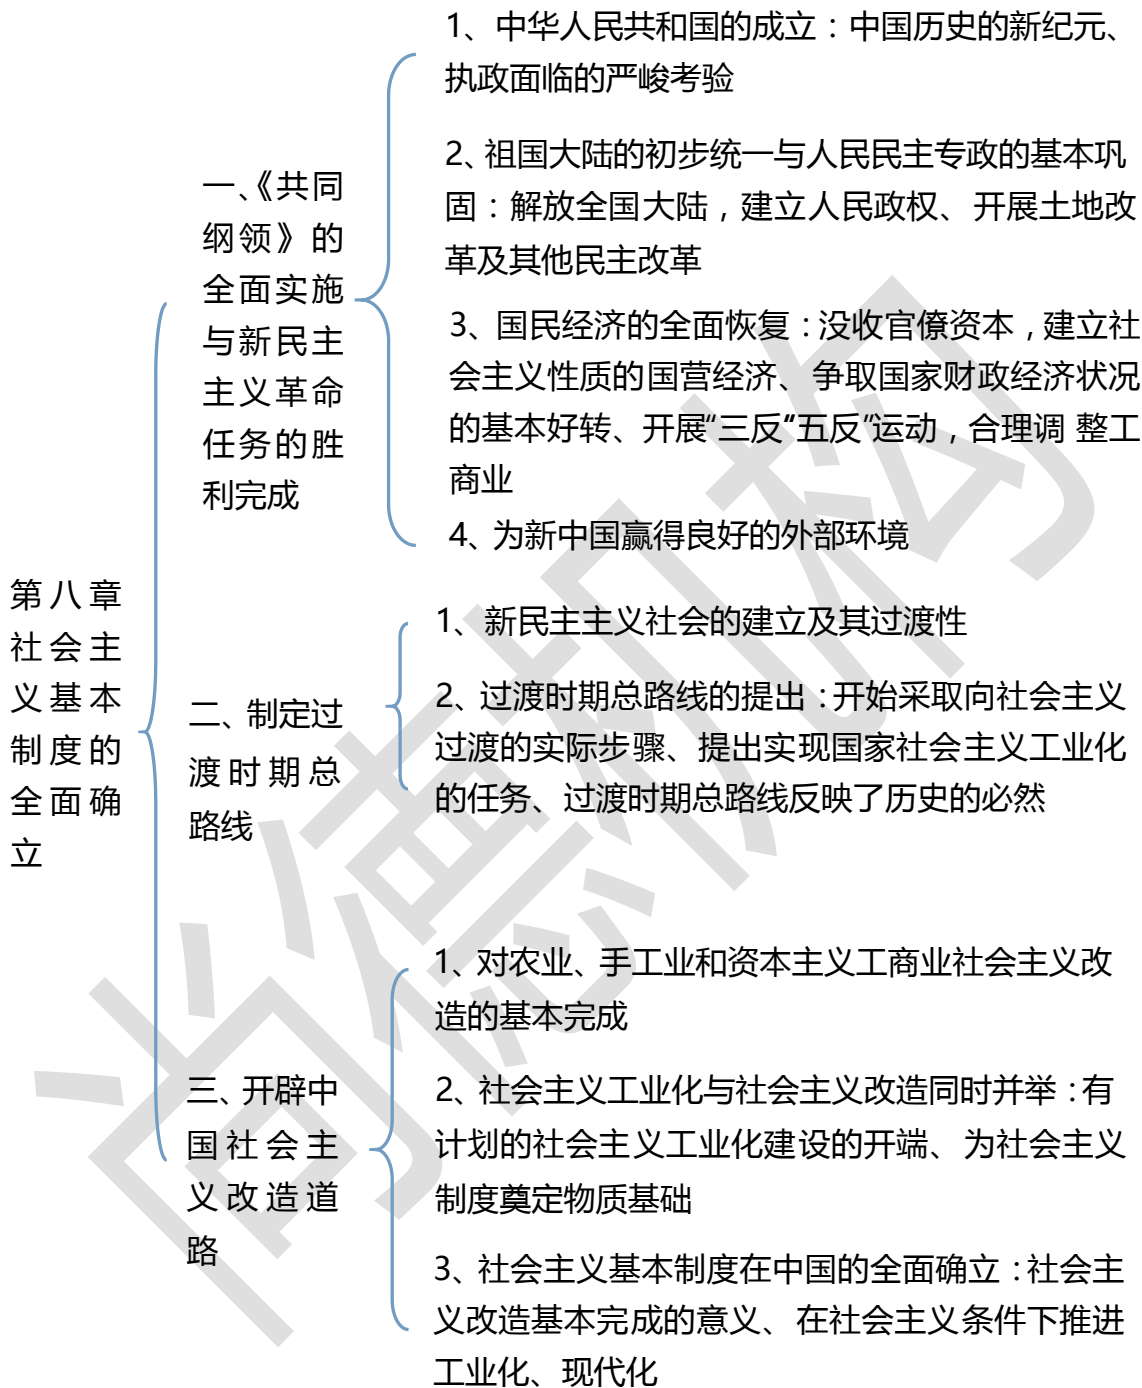 第八章
社会主
义基本
制度的
全面确
立
一、《共同
纲领》的
全面实施
与新民主
主义革命
任务的胜
利完成
1、中华人民共和国的成立：中国历史的新纪元、
执政面临的严峻考验
2、祖国大陆的初步统一与人民民主专政的基本巩
固：解放全国大陆，建立人民政权、开展土地改
革及其他民主改革
3、国民经济的全面恢复：没收官僚资本，建立社
会主义性质的国营经济、争取国家财政经济状况
的基本好转、开展“三反”“五反”运动，合理调 整工
商业
4、为新中国赢得良好的外部环境
二、制定过
渡时期总
路线
1、新民主主义社会的建立及其过渡性
2、过渡时期总路线的提出：开始采取向社会主义
过渡的实际步骤、提出实现国家社会主义工业化
的任务、过渡时期总路线反映了历史的必然
三、开辟中
国社会主
义改造道
路
1、对农业、手工业和资本主义工商业社会主义改
造的基本完成
2、社会主义工业化与社会主义改造同时并举：有
计划的社会主义工业化建设的开端、为社会主义
制度奠定物质基础
3、社会主义基本制度在中国的全面确立：社会主
义改造基本完成的意义、在社会主义条件下推进
工业化、现代化
尚德机构